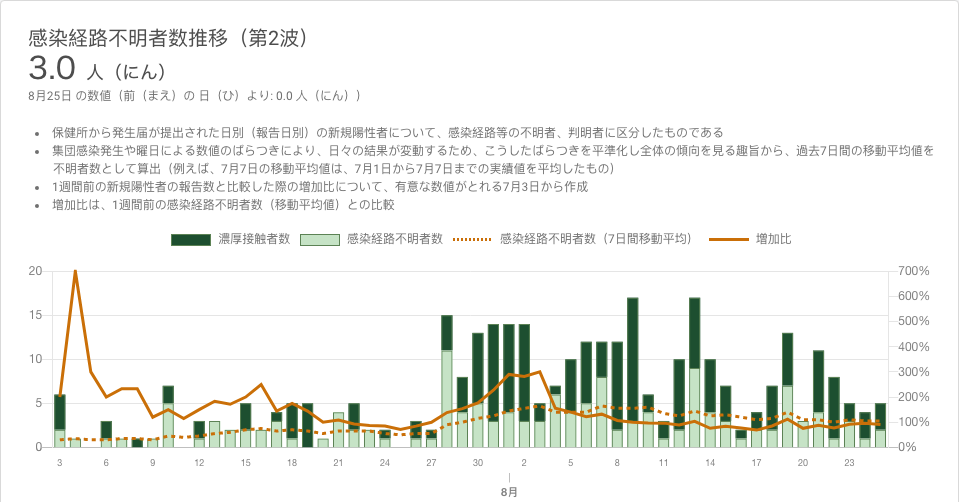 感染経路不明者数推移（第2波）
3.0 人（にん）
8月25日 の数値（前（まえ）の 日（ひ）より: 0.0 人（にん））
• 保健所から発生届が提出された日別（報告日別）の新規陽性者について、感染経路等の不明者、判明者に区分したものである
• 集団感染発生や曜日による数値のばらつきにより、日々の結果が変動するため、こうしたばらつきを平準化し全体の傾向を見る趣旨から、過去7日間の移動平均値を
不明者数として算出（例えば、7月7日の移動平均値は、7月1日から7月7日までの実績値を平均したもの）
• 1週間前の新規陽性者の報告数と比較した際の増加比について、有意な数値がとれる7月3日から作成
• 増加比は、1週間前の感染経路不明者数（移動平均値）との比較
濃厚接触者数 感染経路不明者数 感染経路不明者数（7日間移動平均） 増加比
20 700%
600%
15 500%
400%
10 300%
5 200%
100%
0 0%
3 6 9 12 15 18 21 24 27 30 2 5 8 11 14 17 20 23
8月